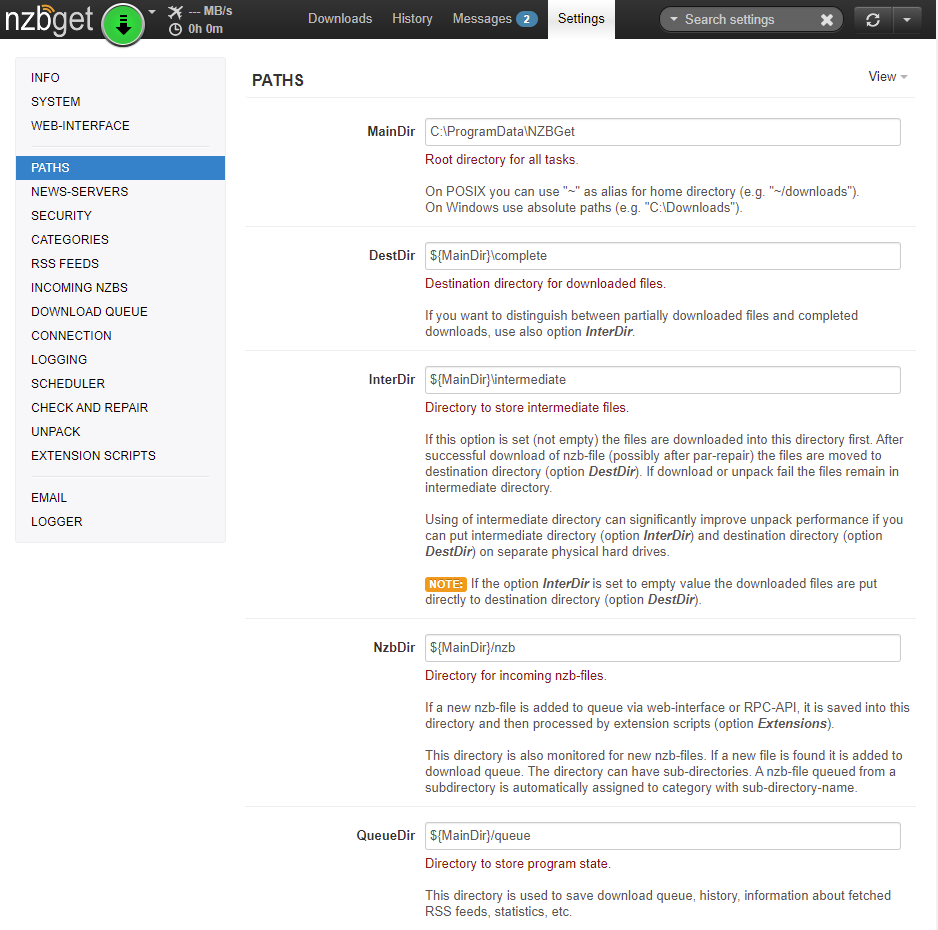 nzbget
--- MB/s
0h 0m
Downloads
History
Messages 2
Settings
Search settings
INFO
SYSTEM
WEB-INTERFACE
PATHS
NEWS-SERVERS
SECURITY
CATEGORIES
RSS FEEDS
INCOMING NZBS
DOWNLOAD QUEUE
CONNECTION
LOGGING
SCHEDULER
CHECK AND REPAIR
UNPACK
EXTENSION SCRIPTS
EMAIL
LOGGER
PATHS
View
MainDir
C:\ProgramData\NZBGet
Root directory for all tasks.
On POSIX you can use "~" as alias for home directory (e.g. "~/downloads").
On Windows use absolute paths (e.g. "C:\Downloads").
DestDir
${MainDir}\complete
Destination directory for downloaded files.
If you want to distinguish between partially downloaded files and completed
downloads, use also option InterDir.
InterDir
${MainDir}\intermediate
Directory to store intermediate files.
If this option is set (not empty) the files are downloaded into this directory first. After
successful download of nzb-file (possibly after par-repair) the files are moved to
destination directory (option DestDir). If download or unpack fail the files remain in
intermediate directory.
Using of intermediate directory can significantly improve unpack performance if you
can put intermediate directory (option InterDir) and destination directory (option
DestDir) on separate physical hard drives.
NOTE: If the option InterDir is set to empty value the downloaded files are put
directly to destination directory (option DestDir).
NzbDir
${MainDir}/nzb
Directory for incoming nzb-files.
If a new nzb-file is added to queue via web-interface or RPC-API, it is saved into this
directory and then processed by extension scripts (option Extensions).
This directory is also monitored for new nzb-files. If a new file is found it is added to
download queue. The directory can have sub-directories. A nzb-file queued from a
subdirectory is automatically assigned to category with sub-directory-name.
QueueDir
${MainDir}/queue
Directory to store program state.
This directory is used to save download queue, history, information about fetched
RSS feeds, statistics, etc.